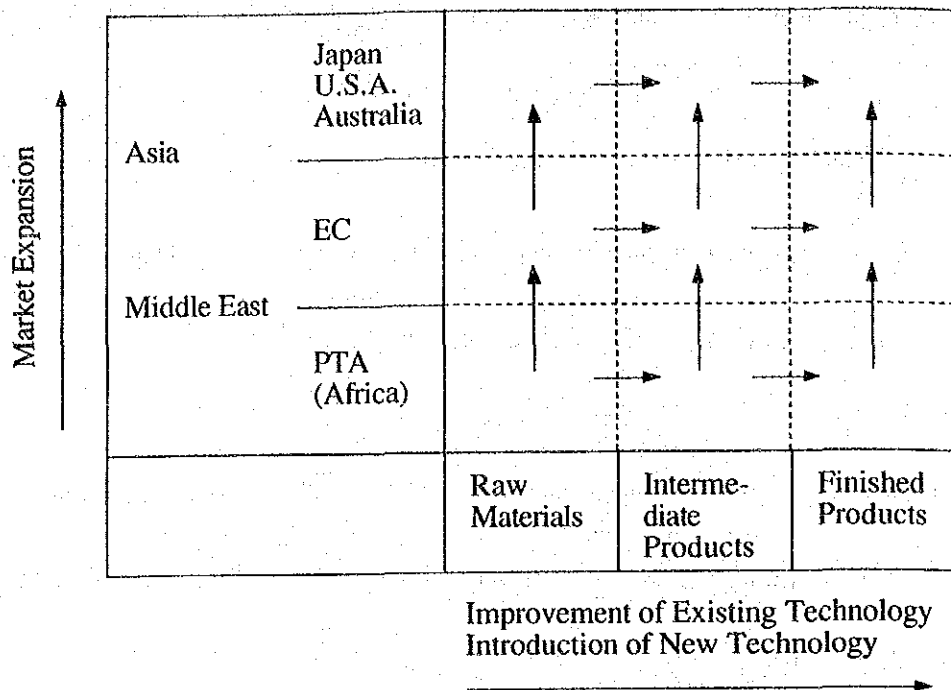 Market Expansion
Japan
U.S.A.
Australia
Asia
EC
Middle East
PTA
(Africa)
Raw
Materials
Interme-
diate
Products
Finished
Products
Improvement of Existing Technology
Introduction of New Technology